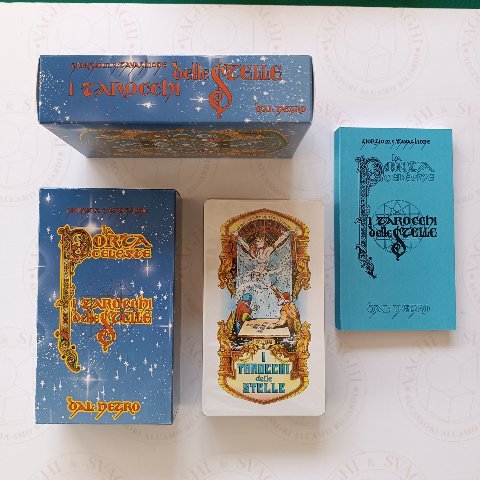 delle STELLE
I TAROCCHI
DAL NEGRO
la
PORTA
CELESTE
I TAROCCHI
delle STELLE
DAL NEGRO
I
TAROCCHI
delle
STELLE
la
PORTA
CELESTE
I TAROCCHI
delle STELLE
DAL NEGRO